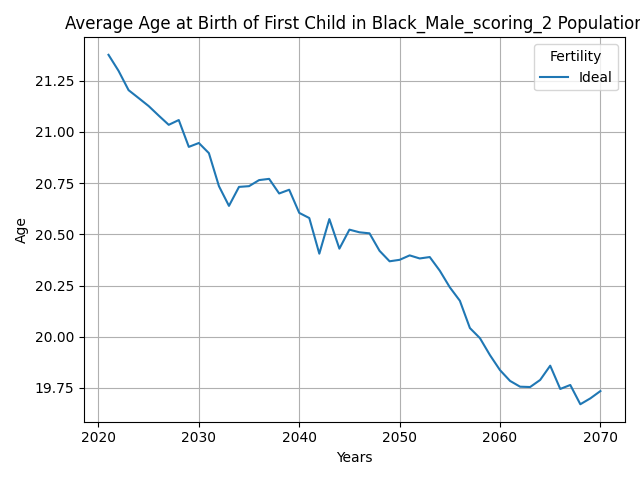 Average Age at Birth of First Child in Black_Male_scoring_2 Population
Fertility
Ideal
21.25
21.00
20.75
20.50
20.25
20.00
19.75
Age
2020 2030 2040 2050 2060 2070
Years